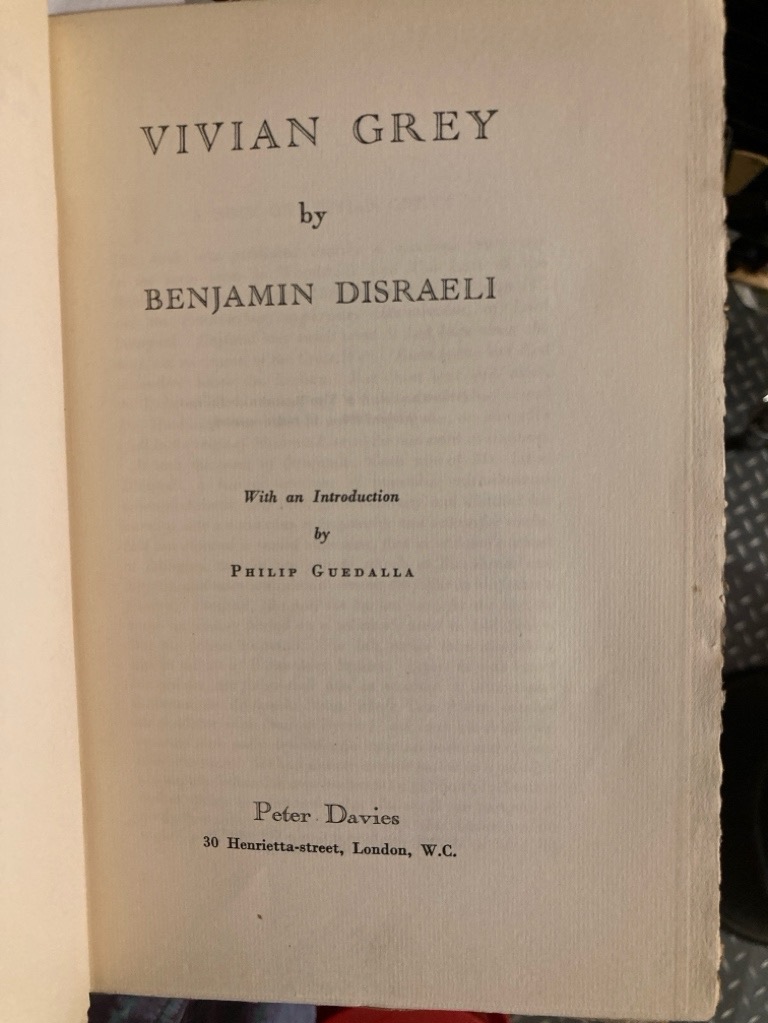 VIVIAN GREY
by
BENJAMIN DISRAELI
With an Introduction
by
PHILIP GUEDALLA
Peter Davies
30 Henrietta-street, London, W.C.